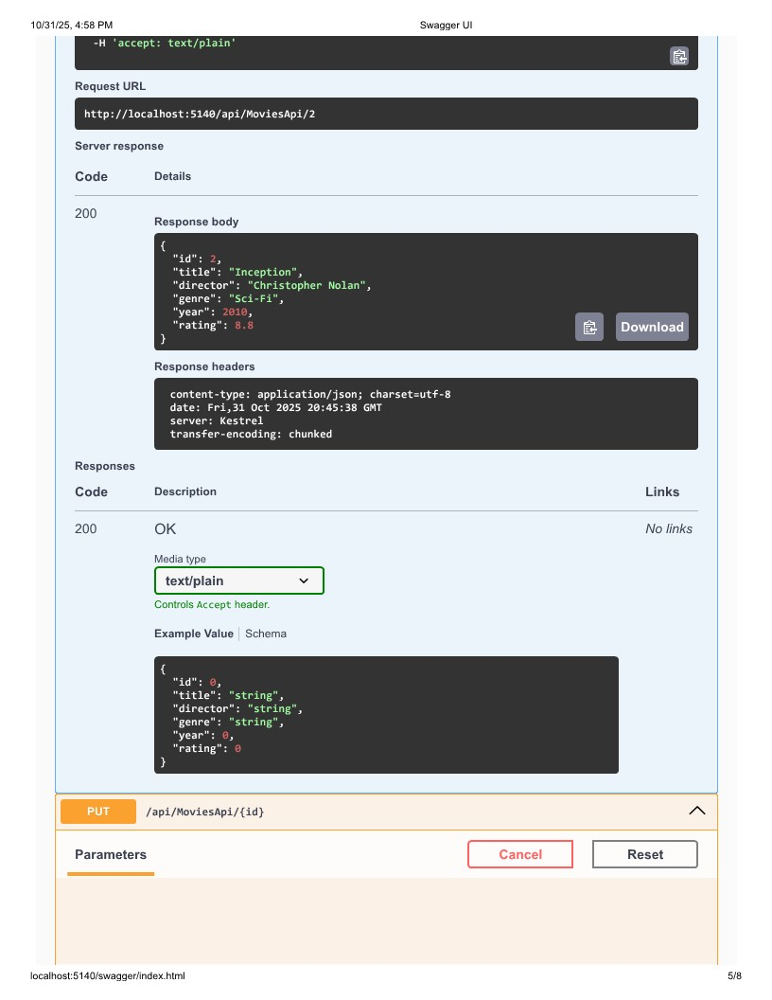 10/31/25, 4:58 PM Swagger UI
-H 'accept: text/plain'
Request URL
http://localhost:5140/api/MoviesApi/2
Server response
Code Details
200
Response body
{
"id": 2,
"title": "Inception",
"director": "Christopher Nolan",
"genre": "Sci-Fi",
"year": 2010,
"rating": 8.8
}
Download
Response headers
content-type: application/json; charset=utf-8
date: Fri,31 Oct 2025 20:45:38 GMT
server: Kestrel
transfer-encoding: chunked
Responses
Code Description Links
200 OK No links
Media type
text/plain
Controls Accept header.
Example Value Schema
{
"id": 0,
"title": "string",
"director": "string",
"genre": "string",
"year": 0,
"rating": 0
}
PUT /api/MoviesApi/{id}
Parameters Cancel Reset
localhost:5140/swagger/index.html 5/8